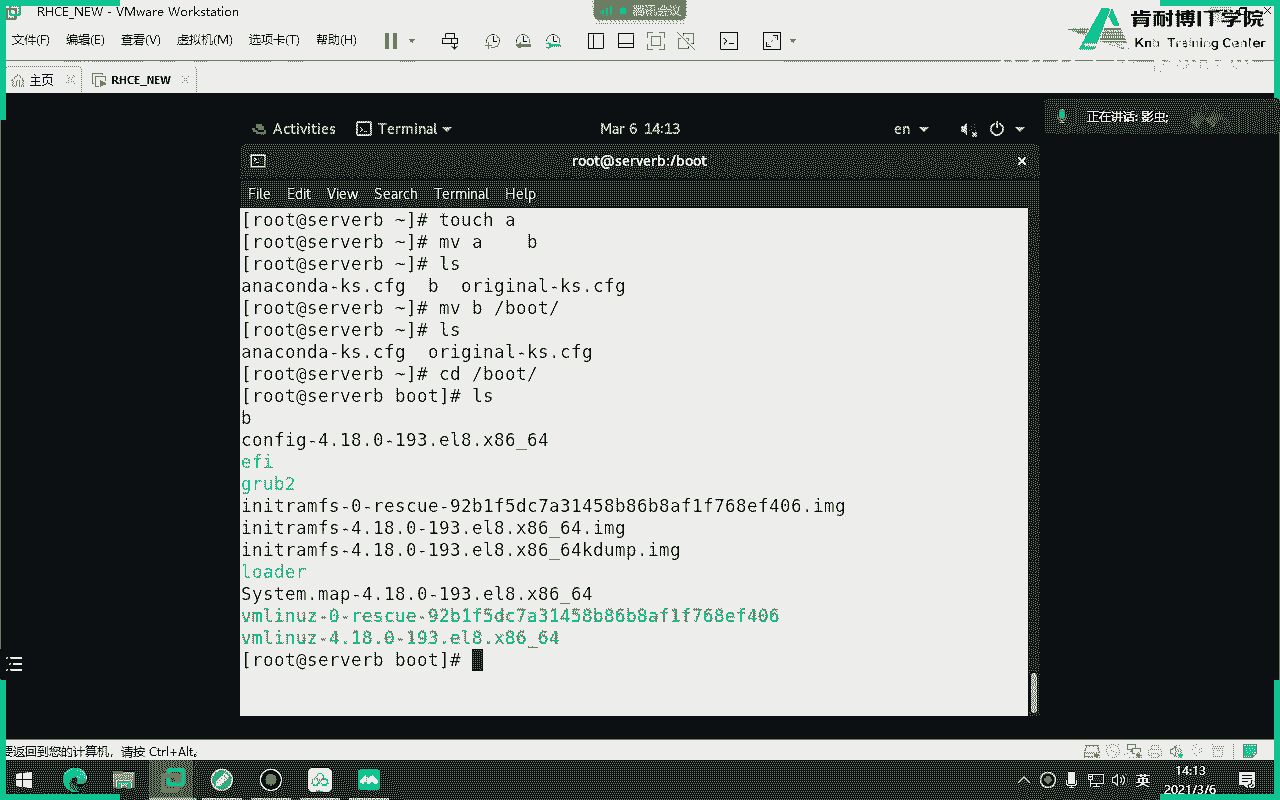 RHCE_NEW - VMware Workstation
腾讯会议
文件(F) 编辑(E) 查看(V) 虚拟机(M) 选项卡(T) 帮助(H)
肯耐博IT学院
Training Center
主页 RHCE_NEW
正在讲话: 影虫;
Activities Terminal Mar 6 14:13 en
root@serverb:/boot
File Edit View Search Terminal Help
[root@serverb ~]# touch a
[root@serverb ~]# mv a    b
[root@serverb ~]# ls
anaconda-ks.cfg  b  original-ks.cfg
[root@serverb ~]# mv b /boot/
[root@serverb ~]# ls
anaconda-ks.cfg  original-ks.cfg
[root@serverb ~]# cd /boot/
[root@serverb boot]# ls
b
config-4.18.0-193.el8.x86_64
efi
grub2
initramfs-0-rescue-92b1f5dc7a31458b86b8af1f768ef406.img
initramfs-4.18.0-193.el8.x86_64.img
initramfs-4.18.0-193.el8.x86_64kdump.img
loader
System.map-4.18.0-193.el8.x86_64
vmlinuz-0-rescue-92b1f5dc7a31458b86b8af1f768ef406
vmlinuz-4.18.0-193.el8.x86_64
[root@serverb boot]#
要返回到您的计算机，请按 Ctrl+Alt。
英
14:13
2021/3/6